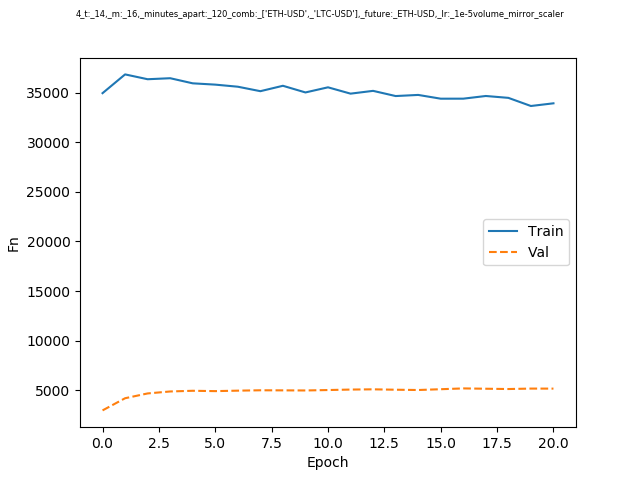 4_t:_14,_m:_16,_minutes_apart:_120_comb:_['ETH-USD',_'LTC-USD'],_future:_ETH-USD,_lr:_1e-5volume_mirror_scaler
35000
30000
25000
20000
15000
10000
5000
Fn
Train
Val
0.0 2.5 5.0 7.5 10.0 12.5 15.0 17.5 20.0
Epoch